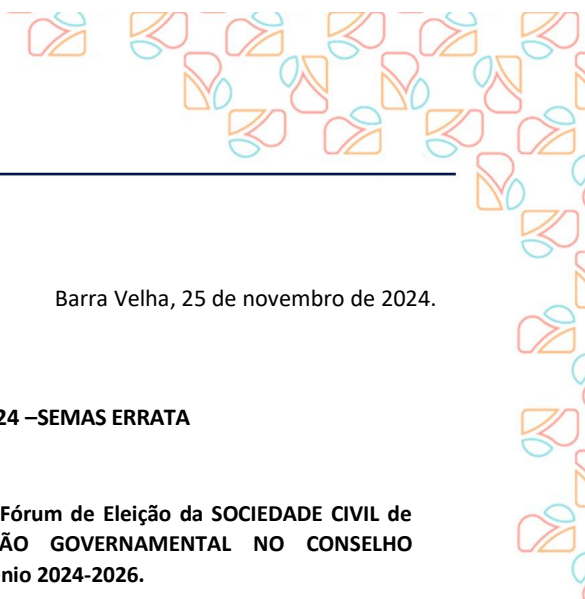 Barra Velha, 25 de novembro de 2024.
24 –SEMAS ERRATA
Fórum de Eleição da SOCIEDADE CIVIL de
ÃO GOVERNAMENTAL NO CONSELHO
nio 2024-2026.